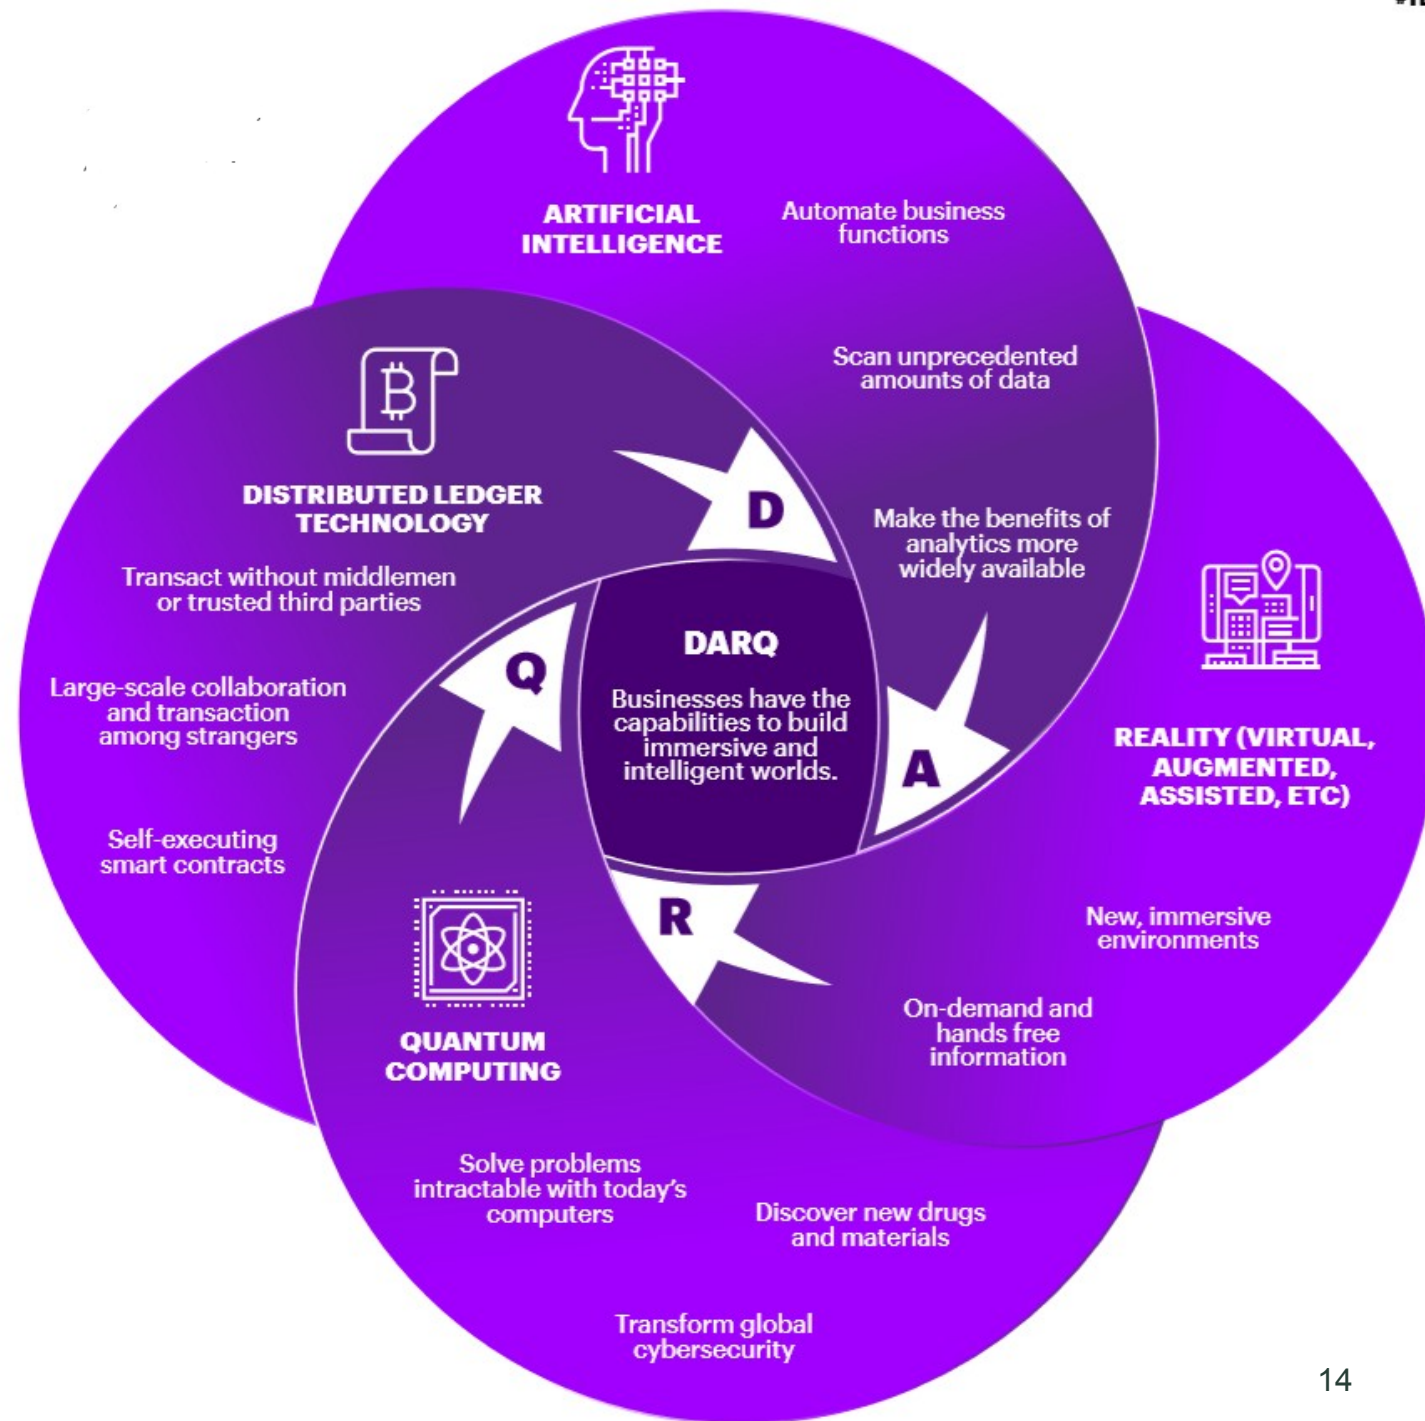 ARTIFICIAL
INTELLIGENCE
Automate business
functions
Scan unprecedented
amounts of data
Make the benefits of
analytics more
widely available
DISTRIBUTED LEDGER
TECHNOLOGY
Transact without middlemen
or trusted third parties
Large-scale collaboration
and transaction
among strangers
Self-executing
smart contracts
D
A
R
Q
DARQ
Businesses have the
capabilities to build
immersive and
intelligent worlds.
REALITY (VIRTUAL,
AUGMENTED,
ASSISTED, ETC)
New, immersive
environments
On-demand and
hands free
information
QUANTUM
COMPUTING
Solve problems
intractable with today's
computers
Discover new drugs
and materials
Transform global
cybersecurity
14